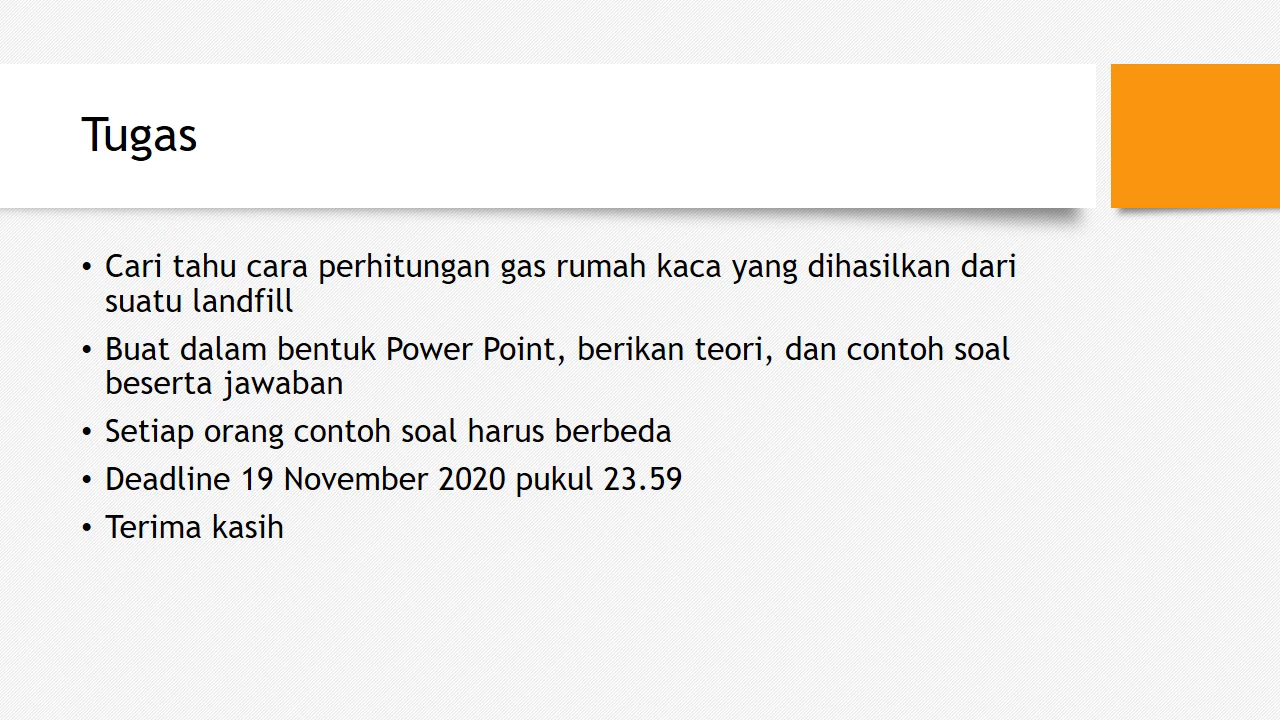 Tugas
• Cari tahu cara perhitungan gas rumah kaca yang dihasilkan dari
suatu landfill
• Buat dalam bentuk Power Point, berikan teori, dan contoh soal
beserta jawaban
• Setiap orang contoh soal harus berbeda
• Deadline 19 November 2020 pukul 23.59
• Terima kasih